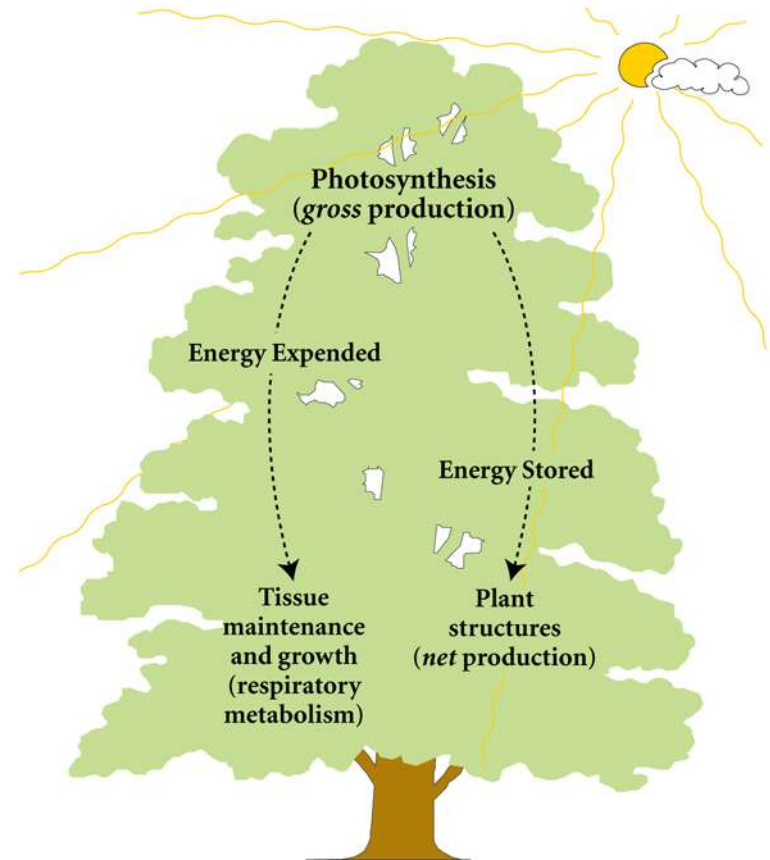 Photosynthesis
(gross production)
Energy Expended
Energy Stored
Tissue
maintenance
and growth
(respiratory
metabolism)
Plant
structures
(net production)